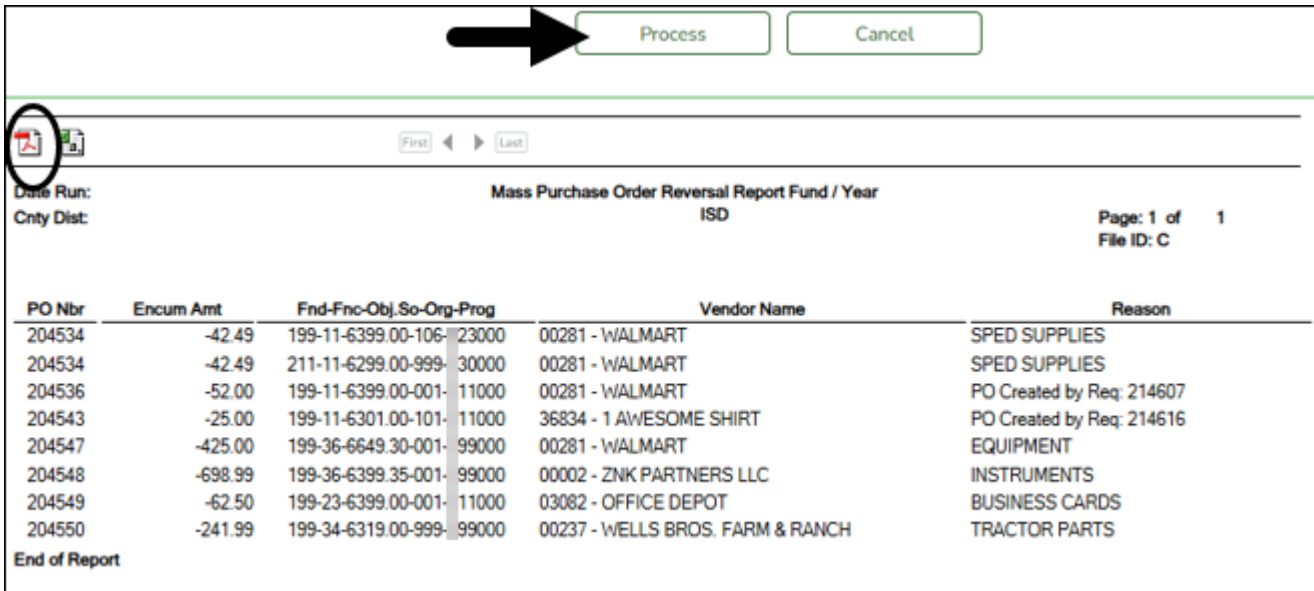 Process Cancel
First Last
Date Run: Mass Purchase Order Reversal Report Fund / Year
Cnty Dist: ISD Page: 1 of 1
File ID: C
PO Nbr Encum Amt Fnd-Fnc-Obj.So-Org-Prog Vendor Name Reason
204534 -42.49 199-11-6399.00-106- 23000 00281 - WALMART SPED SUPPLIES
204534 -42.49 211-11-6299.00-999- 30000 00281 - WALMART SPED SUPPLIES
204536 -52.00 199-11-6399.00-001- 11000 00281 - WALMART PO Created by Req: 214607
204543 -25.00 199-11-6301.00-101- 11000 36834 - 1 AWESOME SHIRT PO Created by Req: 214616
204547 -425.00 199-36-6649.30-001- 99000 00281 - WALMART EQUIPMENT
204548 -698.99 199-36-6399.35-001- 99000 00002 - ZNK PARTNERS LLC INSTRUMENTS
204549 -62.50 199-23-6399.00-001- 11000 03082 - OFFICE DEPOT BUSINESS CARDS
204550 -241.99 199-34-6319.00-999- 99000 00237 - WELLS BROS. FARM & RANCH TRACTOR PARTS
End of Report